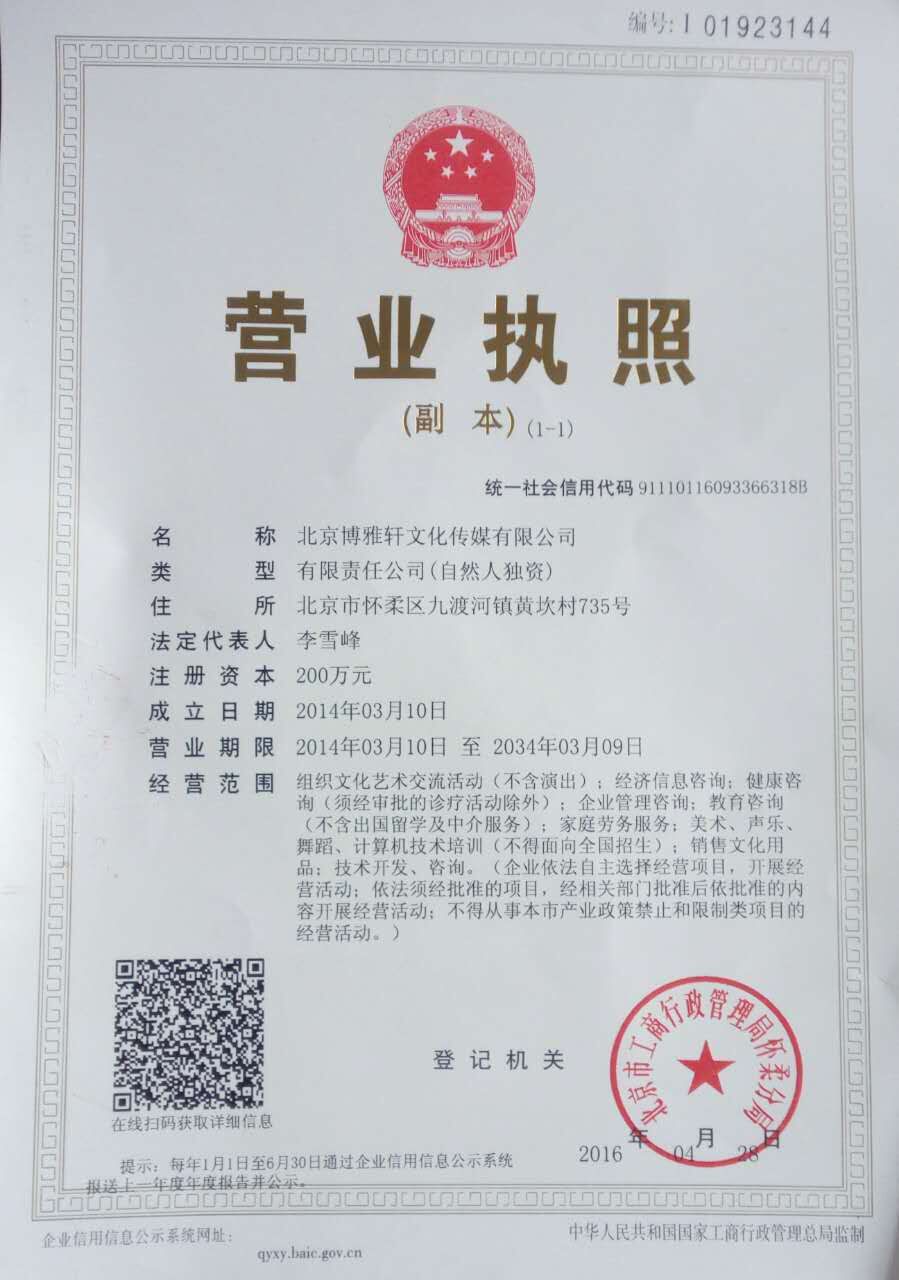 编号:I 01923144
营业执照
(副 本)(1-1)
统一社会信用代码 91110116093366318B
名 称 北京博雅轩文化传媒有限公司
类 型 有限责任公司(自然人独资)
住 所 北京市怀柔区九渡河镇黄坎村735号
法定代表人 李雪峰
注册资本 200万元
成立日期 2014年03月10日
营业期限 2014年03月10日 至 2034年03月09日
经营范围 组织文化艺术交流活动（不含演出）；经济信息咨询；健康咨
询（须经审批的诊疗活动除外）；企业管理咨询；教育咨询
（不含出国留学及中介服务）；家庭劳务服务；美术、声乐、
舞蹈、计算机技术培训（不得面向全国招生）；销售文化用
品；技术开发、咨询。（企业依法自主选择经营项目，开展经
营活动；依法须经批准的项目，经相关部门批准后依批准的内
容开展经营活动；不得从事本市产业政策禁止和限制类项目的
经营活动。）
在线扫码获取详细信息
登记机关
北京市工商行政管理局怀柔分局
2016年04月28日
提示：每年1月1日至6月30日通过企业信用信息公示系统
报送上一年度年度报告并公示。
企业信用信息公示系统网址：
qyxy.baic.gov.cn
中华人民共和国国家工商行政管理总局监制